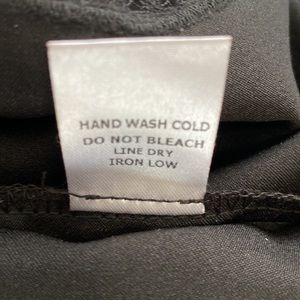 HAND WASH COLD
DO NOT BLEACH
LINE DRY
IRON LOW